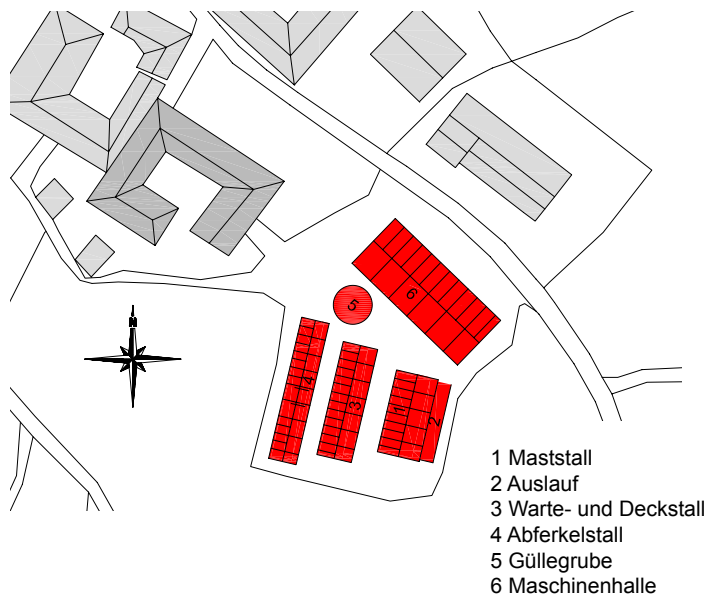 N
6
5
4
3
1
2
1 Maststall
2 Auslauf
3 Warte- und Deckstall
4 Abferkelstall
5 Güllegrube
6 Maschinenhalle